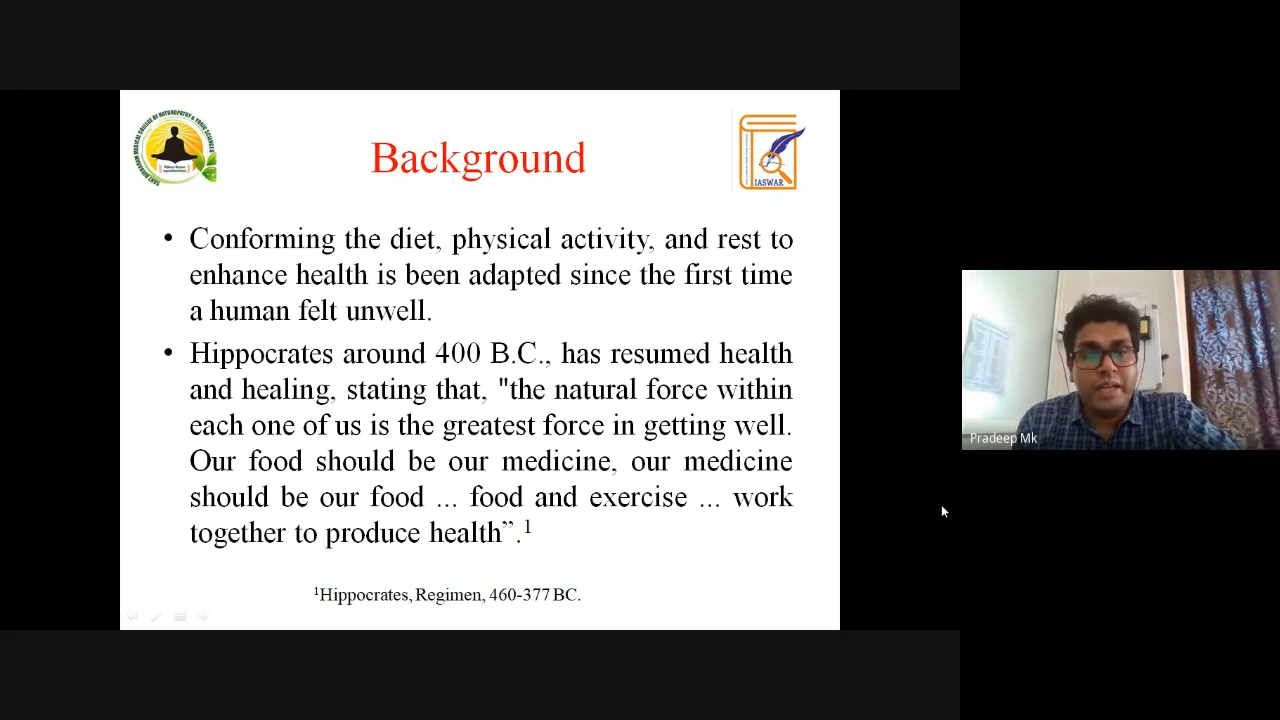 Background
IASWAR
• Conforming the diet, physical activity, and rest to
enhance health is been adapted since the first time
a human felt unwell.
• Hippocrates around 400 B.C., has resumed health
and healing, stating that, "the natural force within
each one of us is the greatest force in getting well.
Our food should be our medicine, our medicine
should be our food ... food and exercise ... work
together to produce health”.1
1Hippocrates, Regimen, 460-377 BC.
Pradeep Mk